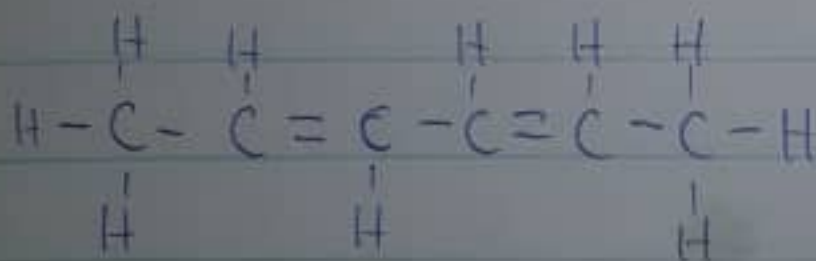 H H H H H
H - C - C = C - C = C - C - H
H H H